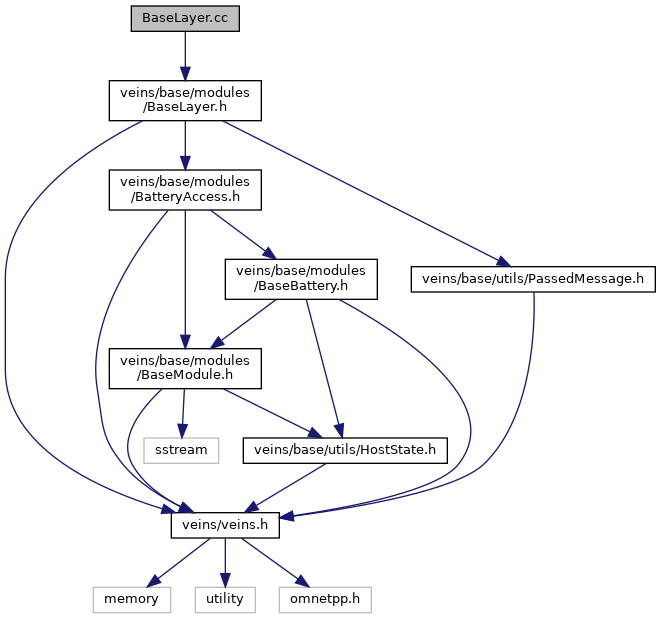 BaseLayer.cc
veins/base/modules
/BaseLayer.h
veins/base/modules
/BatteryAccess.h
veins/base/modules
/BaseBattery.h
veins/base/utils/PassedMessage.h
veins/base/modules
/BaseModule.h
sstream
veins/base/utils/HostState.h
veins/veins.h
memory
utility
omnetpp.h